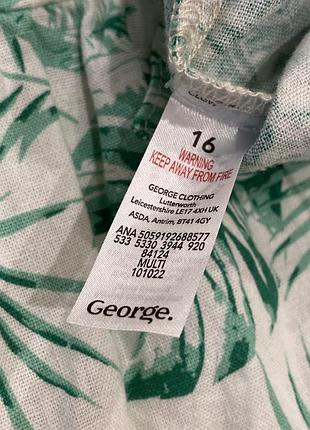 16
WARNING
KEEP AWAY FROM FIRE
GEORGE CLOTHING
Lutterworth
Leicestershire LE17 4XH UK
ASDA, Antrim, BT41 4GY
ANA 5059192688577
533 5330 3944 920
84124
MULTI
101022
George.